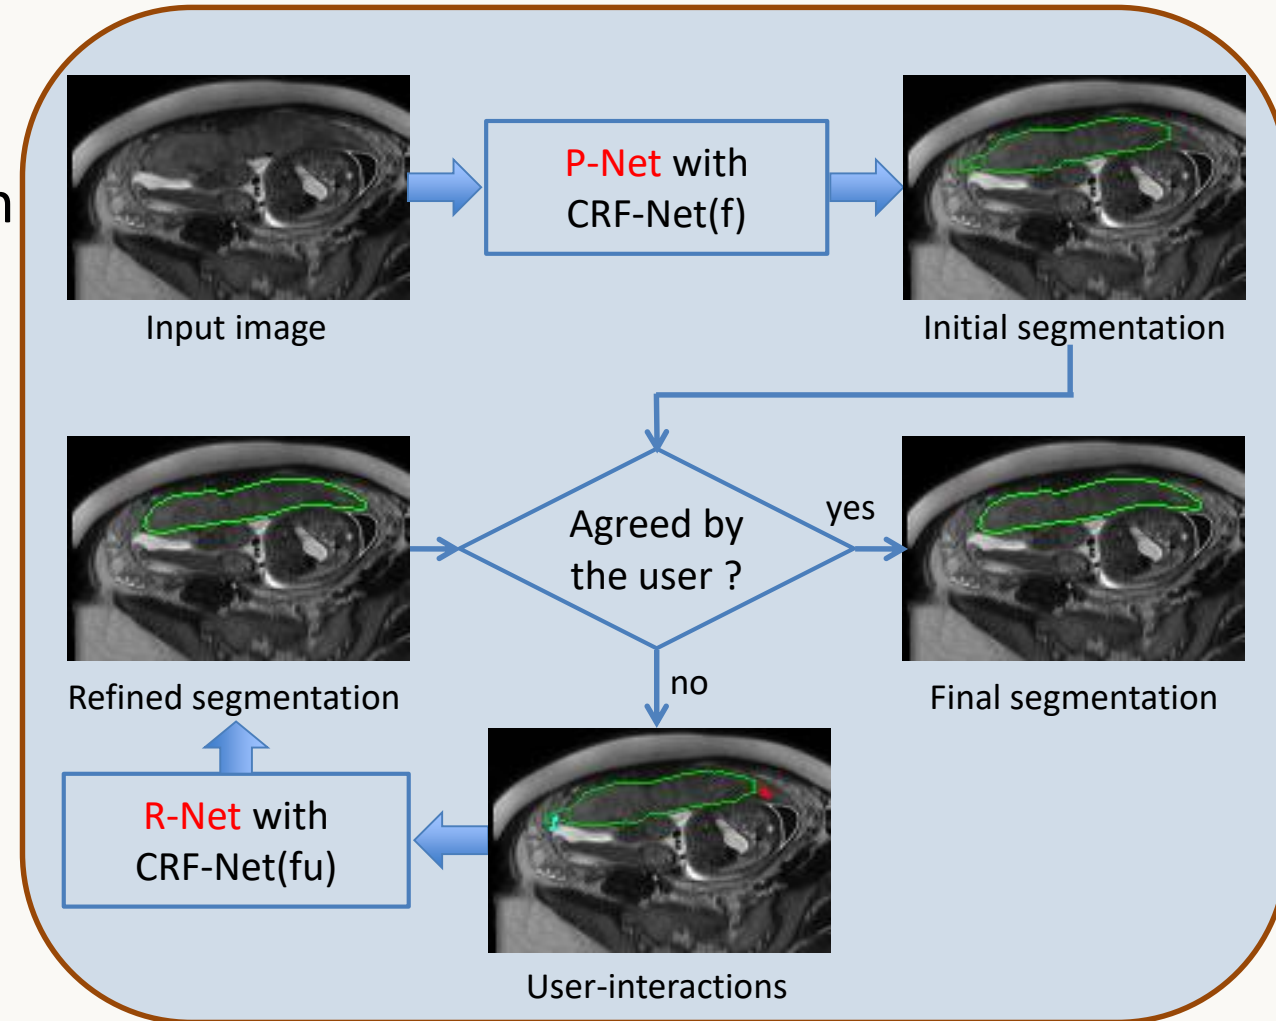 n
P-Net with
CRF-Net(f)
Input image
Initial segmentation
Agreed by
the user ?
yes
no
Refined segmentation
Final segmentation
R-Net with
CRF-Net(fu)
User-interactions